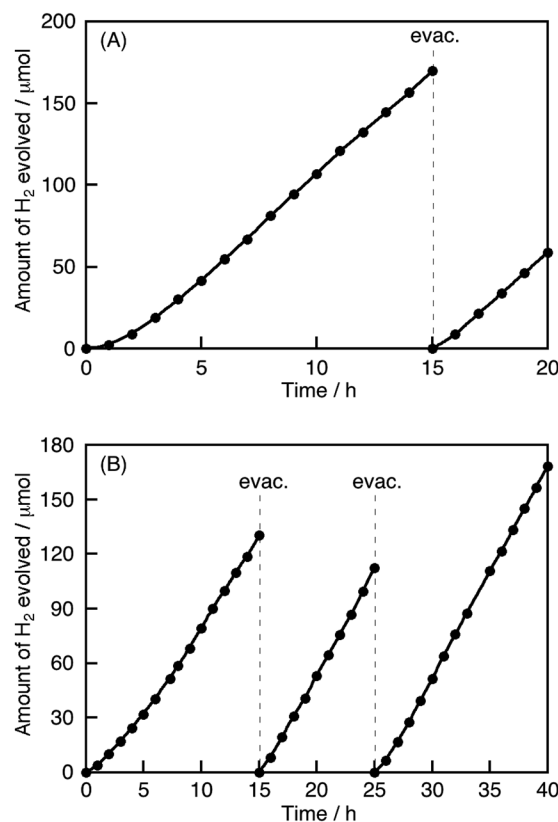 (A)
evac.
200
150
100
50
0
Amount of H₂ evolved / μmol
0 5 10 15 20
Time / h
(B)
evac. evac.
180
150
120
90
60
30
0
Amount of H₂ evolved / μmol
0 5 10 15 20 25 30 35 40
Time / h